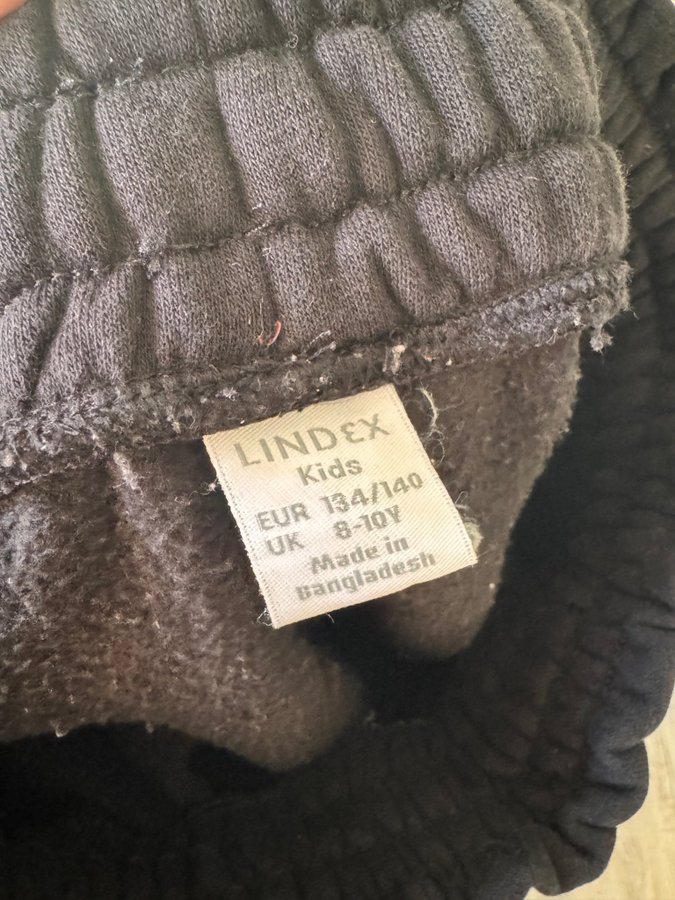 LINDEX
Kids
EUR 134/140
UK 8-10Y
Made in
Bangladesh